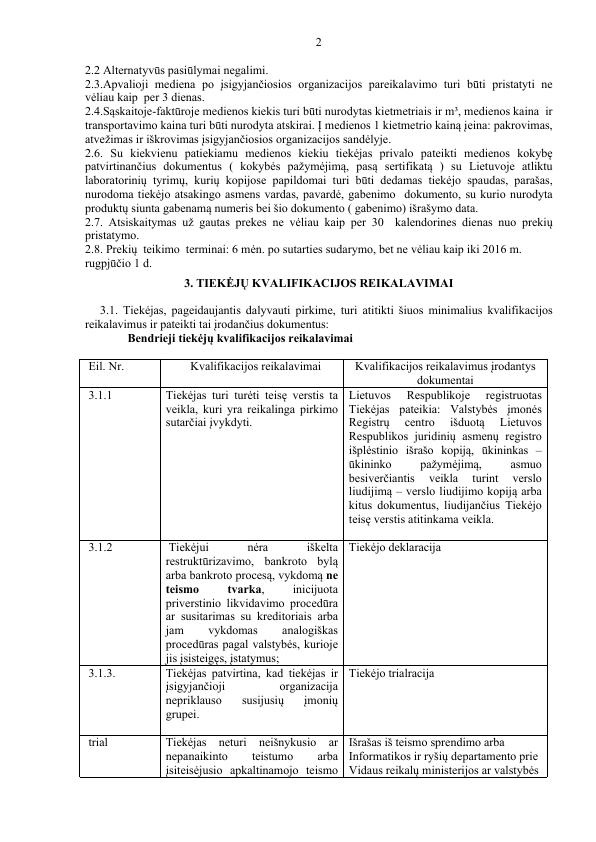 2
2.2 Alternatyvūs pasiūlymai negalimi.
2.3.Apvalioji mediena po įsigyjančiosios organizacijos pareikalavimo turi būti pristatyti ne
vėliau kaip per 3 dienas.
2.4.Sąskaitoje-faktūroje medienos kiekis turi būti nurodytas kietmetriais ir m³, medienos kaina ir
transportavimo kaina turi būti nurodyta atskirai. Į medienos 1 kietmetrio kainą įeina: pakrovimas,
atvežimas ir iškrovimas įsigyjančiosios organizacijos sandėlyje.
2.6. Su kiekvienu patiekiamu medienos kiekiu tiekėjas privalo pateikti medienos kokybę
patvirtinančius dokumentus ( kokybės pažymėjimą, pasą sertifikatą ) su Lietuvoje atliktu
laboratorinių tyrimų, kurių kopijose papildomai turi būti dedamas tiekėjo spaudas, parašas,
nurodoma tiekėjo atsakingo asmens vardas, pavardė, gabenimo dokumento, su kurio nurodyta
produktų siunta gabenamą numeris bei šio dokumento ( gabenimo) išrašymo data.
2.7. Atsiskaitymas už gautas prekes ne vėliau kaip per 30 kalendorines dienas nuo prekių
pristatymo.
2.8. Prekių teikimo terminai: 6 mėn. po sutarties sudarymo, bet ne vėliau kaip iki 2016 m.
rugpjūčio 1 d.
3. TIEKĖJŲ KVALIFIKACIJOS REIKALAVIMAI
3.1. Tiekėjas, pageidaujantis dalyvauti pirkime, turi atitikti šiuos minimalius kvalifikacijos
reikalavimus ir pateikti tai įrodančius dokumentus:
Bendrieji tiekėjų kvalifikacijos reikalavimai
Eil. Nr.
Kvalifikacijos reikalavimai
Kvalifikacijos reikalavimus įrodantys
dokumentai
3.1.1
Tiekėjas turi turėti teisę verstis ta
veikla, kuri yra reikalinga pirkimo
sutarčiai įvykdyti.
Lietuvos Respublikoje registruotas
Tiekėjas pateikia: Valstybės įmonės
Registrų centro išduotą Lietuvos
Respublikos juridinių asmenų registro
išplėstinio išrašo kopiją, ūkininkas –
ūkininko pažymėjimą, asmuo
besiverčiantis veikla turint verslo
liudijimą – verslo liudijimo kopiją arba
kitus dokumentus, liudijančius Tiekėjo
teisę verstis atitinkama veikla.
3.1.2
Tiekėjui nėra iškelta
restruktūrizavimo, bankroto bylą
arba bankroto procesą, vykdomą ne
teismo tvarka, inicijuota
priverstinio likvidavimo procedūra
ar susitarimas su kreditoriais arba
jam vykdomas analogiškas
procedūras pagal valstybės, kurioje
jis įsisteigęs, įstatymus;
Tiekėjo deklaracija
3.1.3.
Tiekėjas patvirtina, kad tiekėjas ir
įsigyjančioji organizacija
nepriklauso susijusių įmonių
grupei.
Tiekėjo trialracija
trial
Tiekėjas neturi neišnykusio ar
nepanaikinto teistumo arba
įsiteisėjusio apkaltinamojo teismo
Išrašas iš teismo sprendimo arba
Informatikos ir ryšių departamento prie
Vidaus reikalų ministerijos ar valstybės